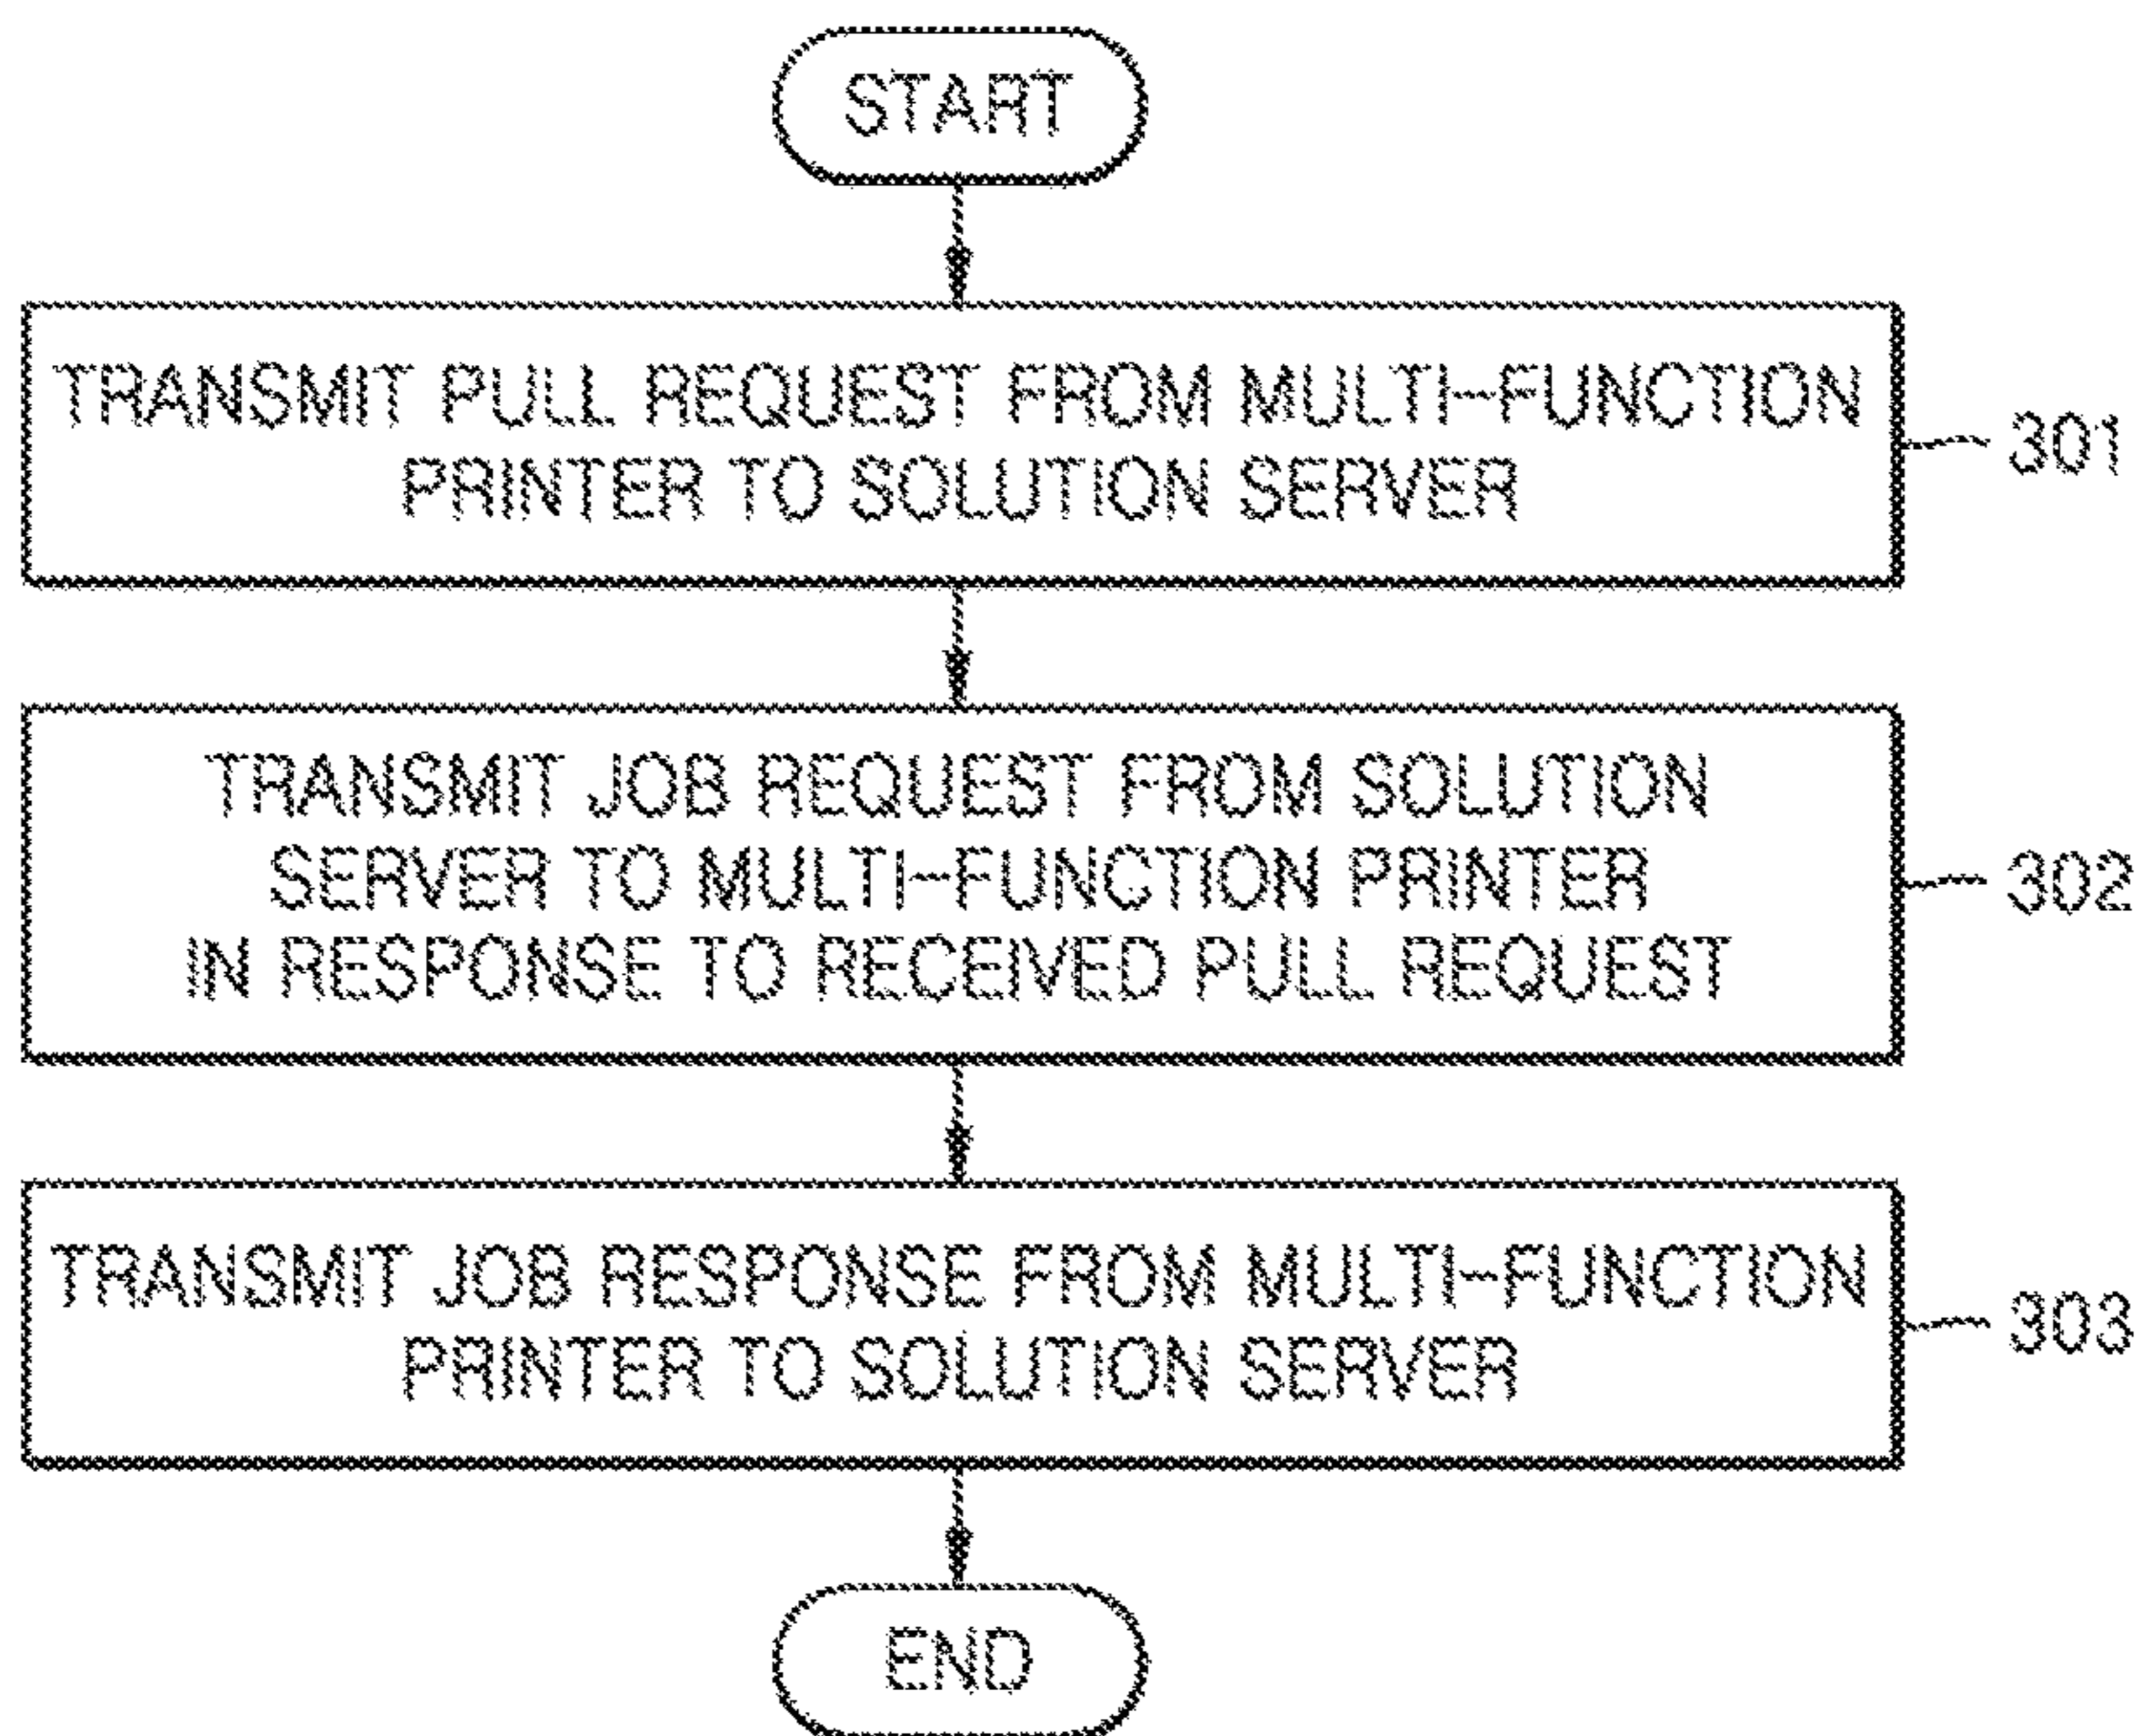 START
TRANSMIT PULL REQUEST FROM MULTI-FUNCTION
PRINTER TO SOLUTION SERVER
301
TRANSMIT JOB REQUEST FROM SOLUTION
SERVER TO MULTI-FUNCTION PRINTER
IN RESPONSE TO RECEIVED PULL REQUEST
302
TRANSMIT JOB RESPONSE FROM MULTI-FUNCTION
PRINTER TO SOLUTION SERVER
303
END